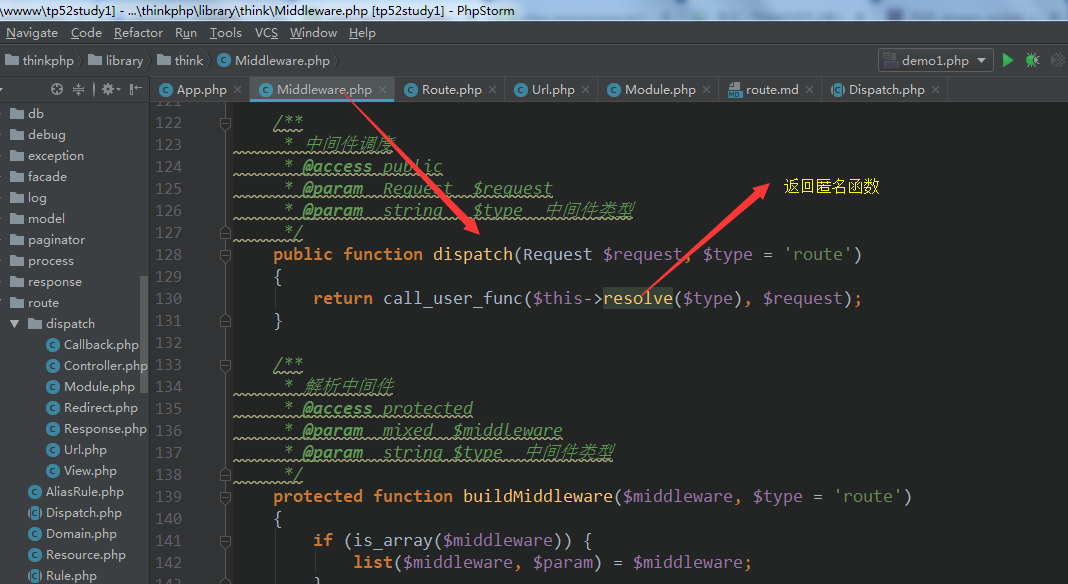 \wwww\tp52study1] - ...\thinkphp\library\think\Middleware.php [tp52study1] - PhpStorm
Navigate Code Refactor Run Tools VCS Window Help
thinkphp library think Middleware.php demo1.php
App.php Middleware.php Route.php Url.php Module.php route.md Dispatch.php
db
debug
exception
facade
log
model
paginator
process
response
route
dispatch
Callback.php
Controller.php
Module.php
Redirect.php
Response.php
Url.php
View.php
AliasRule.php
Dispatch.php
Domain.php
Resource.php
Rule.php
121
122 /**
123 * 中间件调度
124 * @access public
125 * @param Request $request
126 * @param string $type 中间件类型
127 */
128 public function dispatch(Request $request, $type = 'route')
129 {
130 return call_user_func($this->resolve($type), $request);
131 }
132
133 /**
134 * 解析中间件
135 * @access protected
136 * @param mixed $middleware
137 * @param string $type 中间件类型
138 */
139 protected function buildMiddleware($middleware, $type = 'route')
140 {
141 if (is_array($middleware)) {
142 list($middleware, $param) = $middleware;
143 }
返回匿名函数